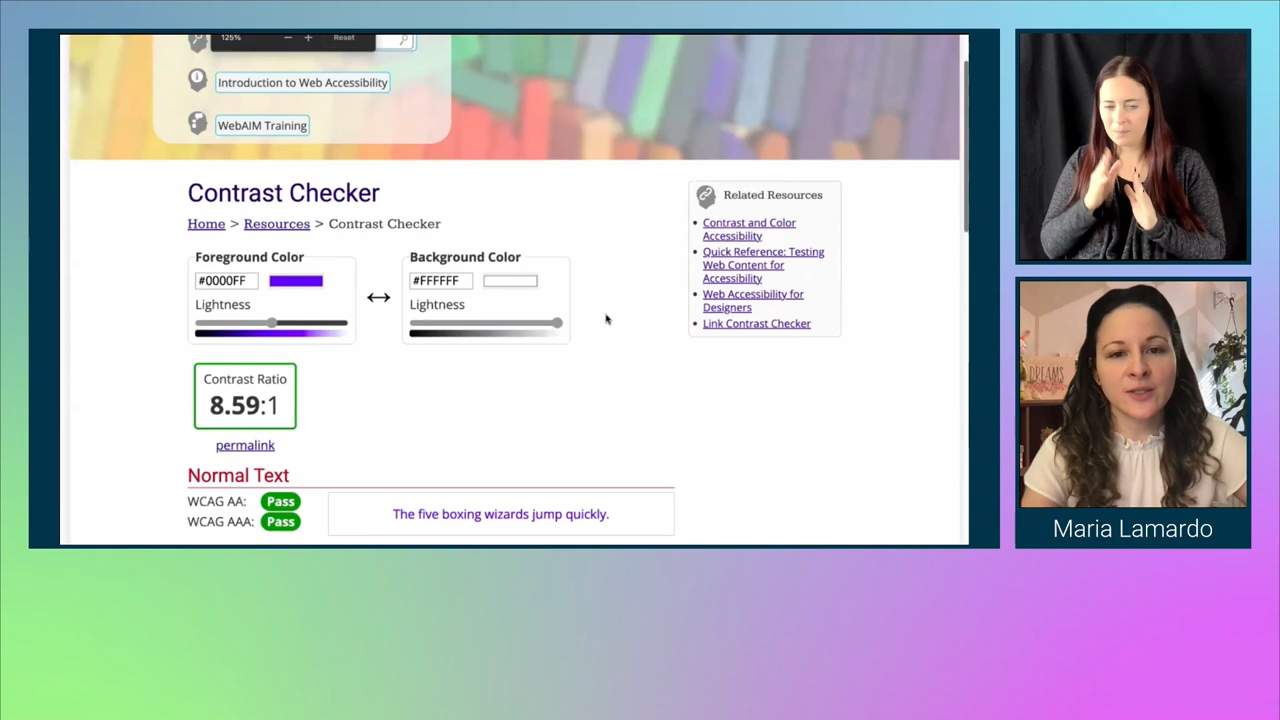 125% − + Reset
Introduction to Web Accessibility
WebAIM Training
Contrast Checker
Home > Resources > Contrast Checker
Foreground Color
#0000FF
Lightness
Background Color
#FFFFFF
Lightness
Contrast Ratio
8.59:1
permalink
Normal Text
WCAG AA: Pass
WCAG AAA: Pass
The five boxing wizards jump quickly.
Related Resources
• Contrast and Color
Accessibility
• Quick Reference: Testing
Web Content for
Accessibility
• Web Accessibility for
Designers
• Link Contrast Checker
DREAMS
Maria Lamardo